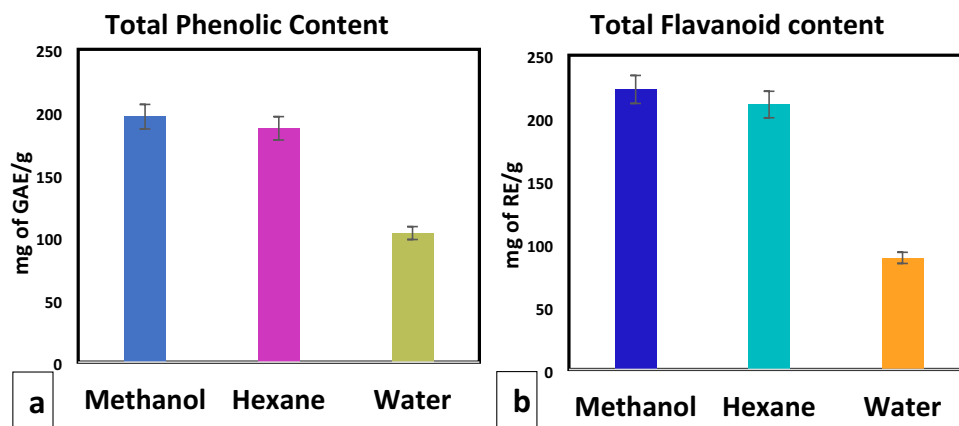 Total Phenolic Content
250
200
150
100
50
0
mg of GAE/g
Methanol Hexane Water
a
Total Flavanoid content
250
200
150
100
50
0
mg of RE/g
Methanol Hexane Water
b